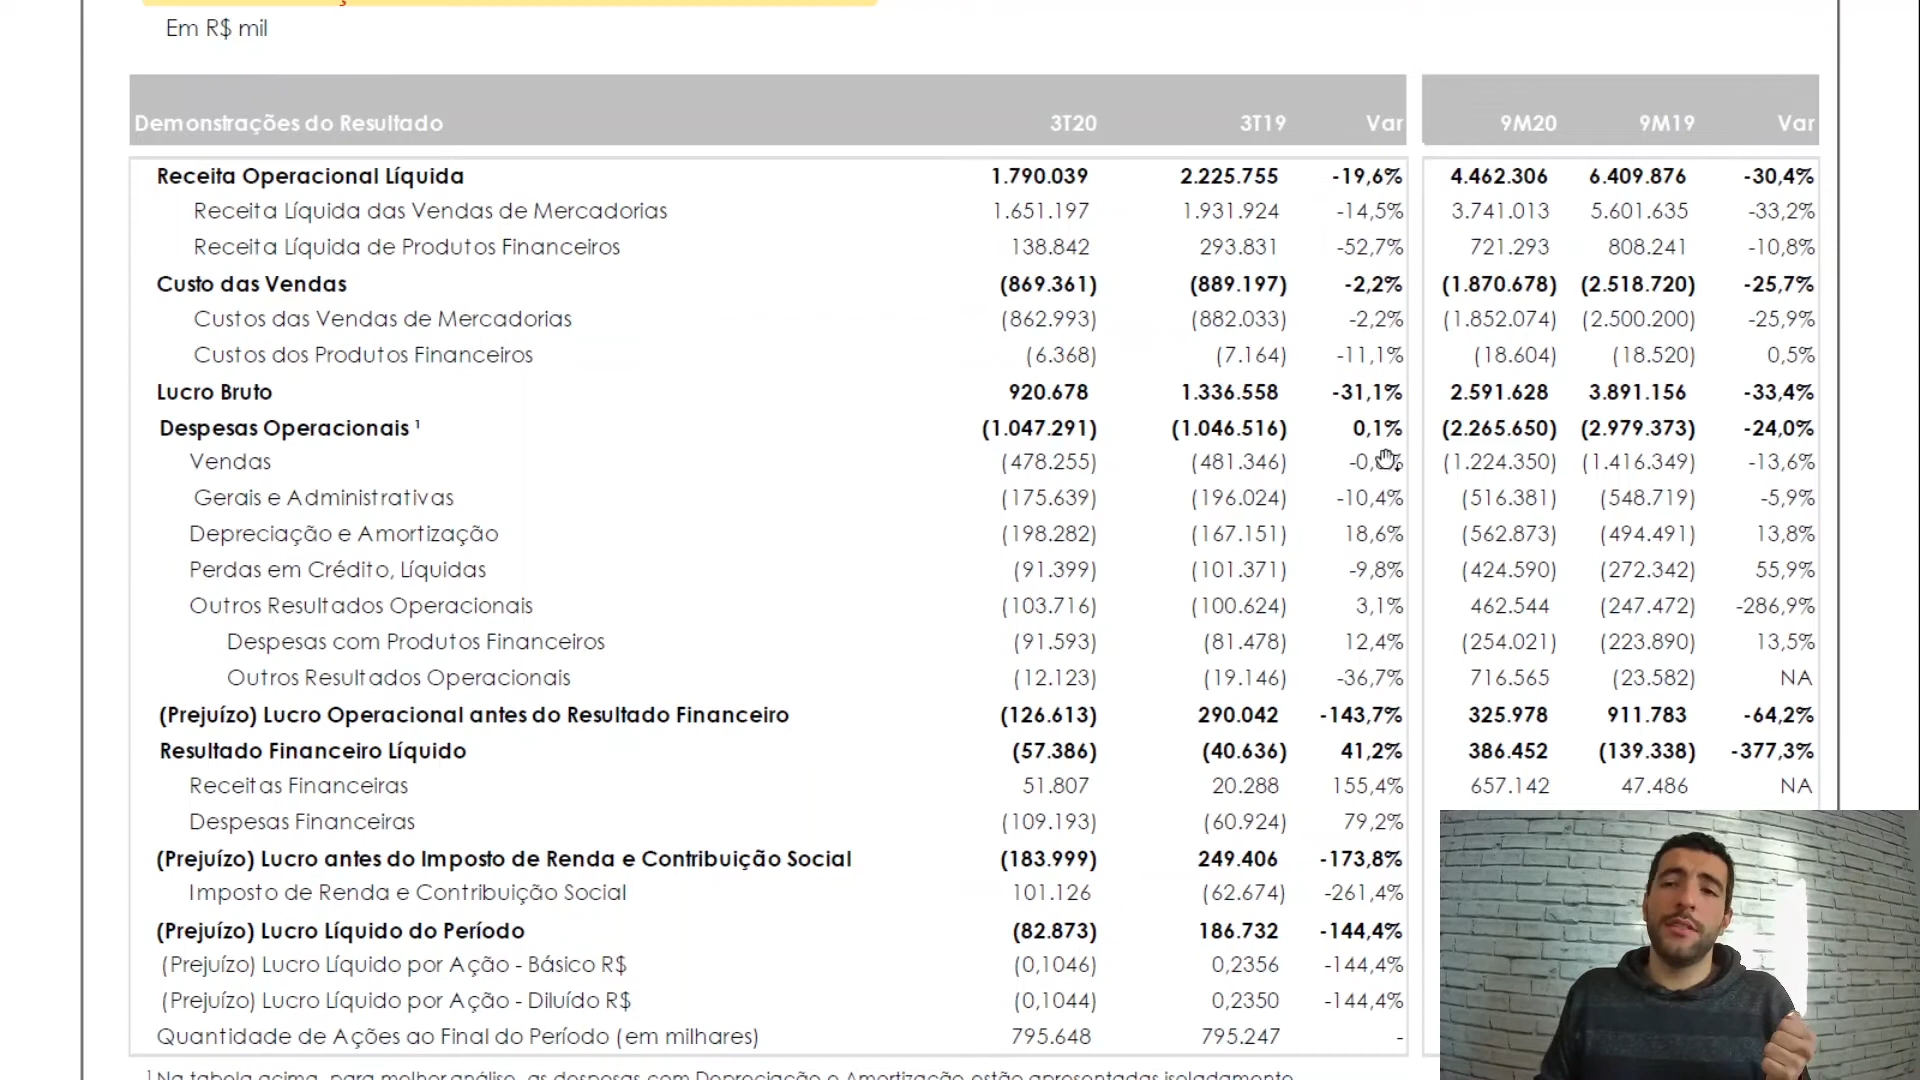 Em R$ mil
Demonstrações do Resultado 3T20 3T19 Var 9M20 9M19 Var
Receita Operacional Líquida 1.790.039 2.225.755 -19,6% 4.462.306 6.409.876 -30,4%
Receita Líquida das Vendas de Mercadorias 1.651.197 1.931.924 -14,5% 3.741.013 5.601.635 -33,2%
Receita Líquida de Produtos Financeiros 138.842 293.831 -52,7% 721.293 808.241 -10,8%
Custo das Vendas (869.361) (889.197) -2,2% (1.870.678) (2.518.720) -25,7%
Custos das Vendas de Mercadorias (862.993) (882.033) -2,2% (1.852.074) (2.500.200) -25,9%
Custos dos Produtos Financeiros (6.368) (7.164) -11,1% (18.604) (18.520) 0,5%
Lucro Bruto 920.678 1.336.558 -31,1% 2.591.628 3.891.156 -33,4%
Despesas Operacionais ¹ (1.047.291) (1.046.516) 0,1% (2.265.650) (2.979.373) -24,0%
Vendas (478.255) (481.346) (1.224.350) (1.416.349) -13,6%
Gerais e Administrativas (175.639) (196.024) -10,4% (516.381) (548.719) -5,9%
Depreciação e Amortização (198.282) (167.151) 18,6% (562.873) (494.491) 13,8%
Perdas em Crédito, Líquidas (91.399) (101.371) -9,8% (424.590) (272.342) 55,9%
Outros Resultados Operacionais (103.716) (100.624) 3,1% 462.544 (247.472) -286,9%
Despesas com Produtos Financeiros (91.593) (81.478) 12,4% (254.021) (223.890) 13,5%
Outros Resultados Operacionais (12.123) (19.146) -36,7% 716.565 (23.582) NA
(Prejuízo) Lucro Operacional antes do Resultado Financeiro (126.613) 290.042 -143,7% 325.978 911.783 -64,2%
Resultado Financeiro Líquido (57.386) (40.636) 41,2% 386.452 (139.338) -377,3%
Receitas Financeiras 51.807 20.288 155,4% 657.142 47.486 NA
Despesas Financeiras (109.193) (60.924) 79,2%
(Prejuízo) Lucro antes do Imposto de Renda e Contribuição Social (183.999) 249.406 -173,8%
Imposto de Renda e Contribuição Social 101.126 (62.674) -261,4%
(Prejuízo) Lucro Líquido do Período (82.873) 186.732 -144,4%
(Prejuízo) Lucro Líquido por Ação - Básico R$ (0,1046) 0,2356 -144,4%
(Prejuízo) Lucro Líquido por Ação - Diluído R$ (0,1044) 0,2350 -144,4%
Quantidade de Ações ao Final do Período (em milhares) 795.648 795.247 -
¹ Na tabela acima, para melhor análise, as despesas com Depreciação e Amortização estão apresentadas isoladamente